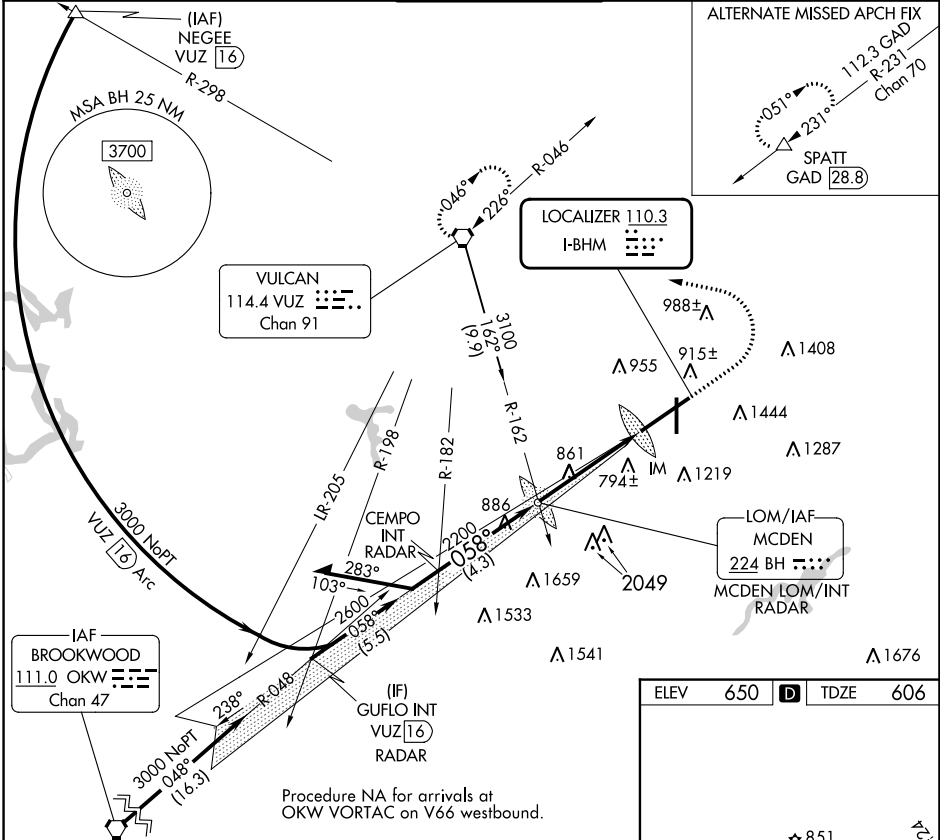 (IAF)
NEGEE
VUZ 16
R-298
MSA BH 25 NM
3700
ALTERNATE MISSED APCH FIX
112.3 GAD
R-231
Chan 70
051°
231°
SPATT
GAD 28.8
R-046
046°
226°
LOCALIZER 110.3
I-BHM
VULCAN
114.4 VUZ
Chan 91
3100
162°
(9.9)
R-162
988±
955
915±
1408
1444
1287
1219
IM
794±
861
886
LR-205
R-198
R-182
CEMPO
INT
RADAR
2200
058°
(4.3)
LOM/IAF
MCDEN
224 BH
MCDEN LOM/INT
RADAR
2049
1659
1533
1541
1676
3000 NoPT
VUZ 16 Arc
283°
103°
2600
058°
(5.5)
IAF
BROOKWOOD
111.0 OKW
Chan 47
238°
R-048
3000 NoPT
048°
(16.3)
(IF)
GUFLO INT
VUZ 16
RADAR
Procedure NA for arrivals at
OKW VORTAC on V66 westbound.
ELEV 650 D TDZE 606
851